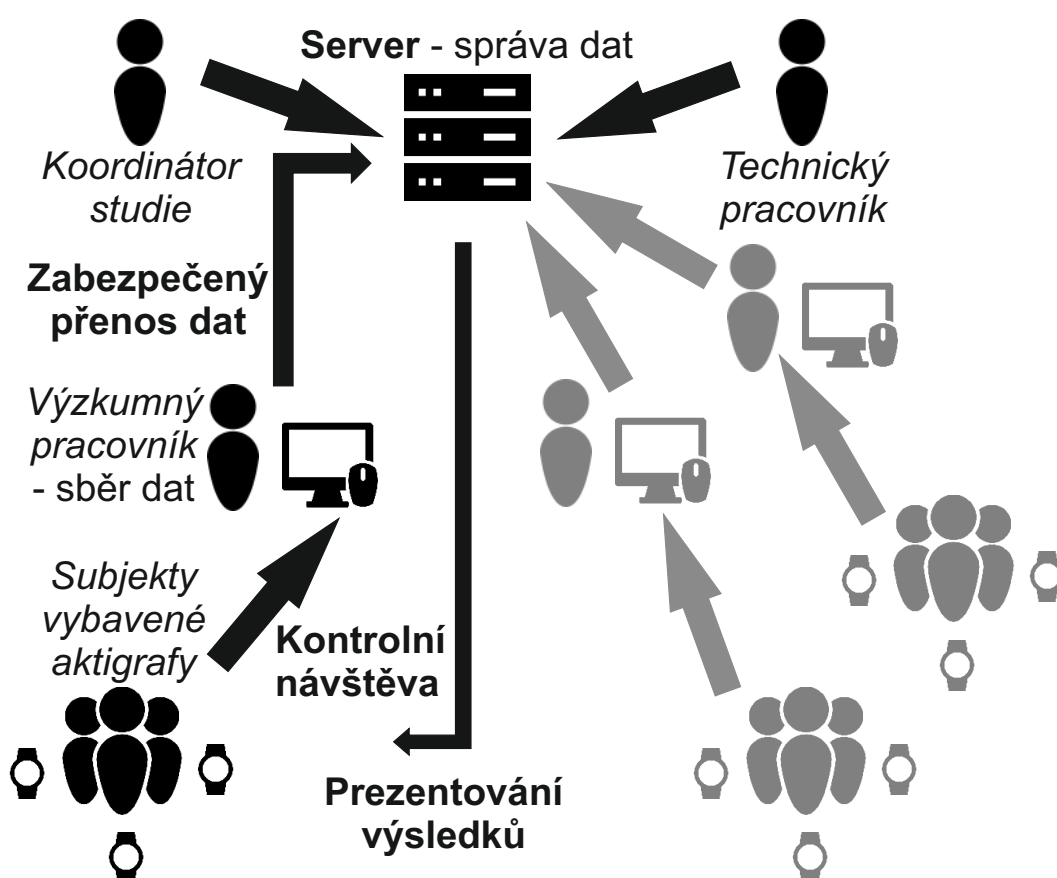 Server - správa dat
Koordinátor
studie
Technický
pracovník
Zabezpečený
přenos dat
Výzkumný
pracovník
- sběr dat
Subjekty
vybavené
aktigrafy
Kontrolní
návštěva
Prezentování
výsledků